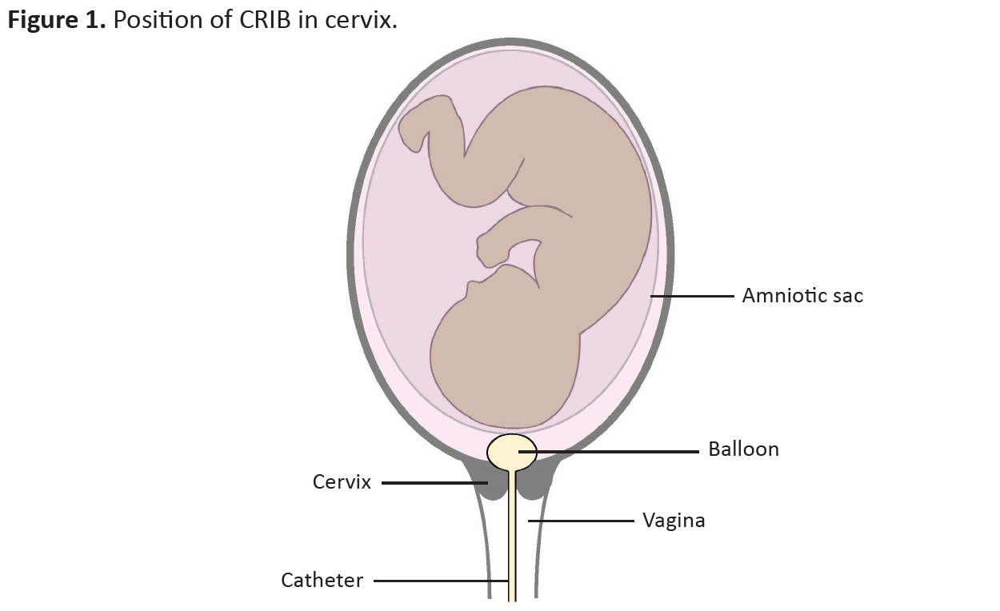 Figure 1. Position of CRIB in cervix.
Amniotic sac
Balloon
Cervix
Vagina
Catheter